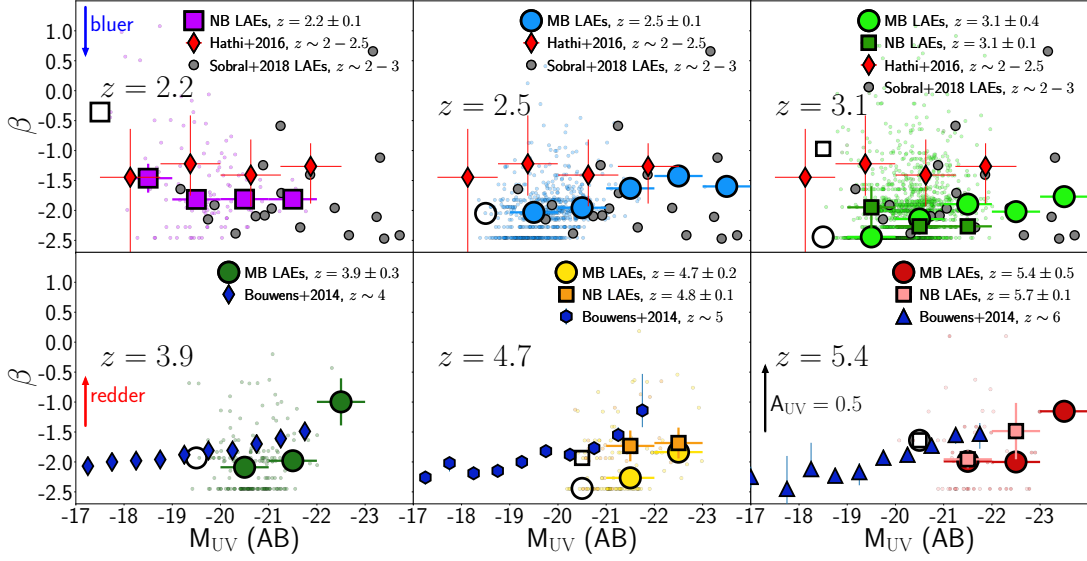 bluer
NB LAEs, z = 2.2 ± 0.1
Hathi+2016, z ∼ 2 − 2.5
Sobral+2018 LAEs, z ∼ 2 − 3
z = 2.2
MB LAEs, z = 2.5 ± 0.1
Hathi+2016, z ∼ 2 − 2.5
Sobral+2018 LAEs, z ∼ 2 − 3
z = 2.5
MB LAEs, z = 3.1 ± 0.4
NB LAEs, z = 3.1 ± 0.1
Hathi+2016, z ∼ 2 − 2.5
Sobral+2018 LAEs, z ∼ 2 − 3
z = 3.1
β
1.0
0.5
0.0
-0.5
-1.0
-1.5
-2.0
-2.5
MB LAEs, z = 3.9 ± 0.3
Bouwens+2014, z ∼ 4
z = 3.9
redder
MB LAEs, z = 4.7 ± 0.2
NB LAEs, z = 4.8 ± 0.1
Bouwens+2014, z ∼ 5
z = 4.7
MB LAEs, z = 5.4 ± 0.5
NB LAEs, z = 5.7 ± 0.1
Bouwens+2014, z ∼ 6
z = 5.4
A_UV = 0.5
β
1.0
0.5
0.0
-0.5
-1.0
-1.5
-2.0
-2.5
-17 -18 -19 -20 -21 -22 -23 -17 -18 -19 -20 -21 -22 -23 -17 -18 -19 -20 -21 -22 -23
M_UV (AB) M_UV (AB) M_UV (AB)